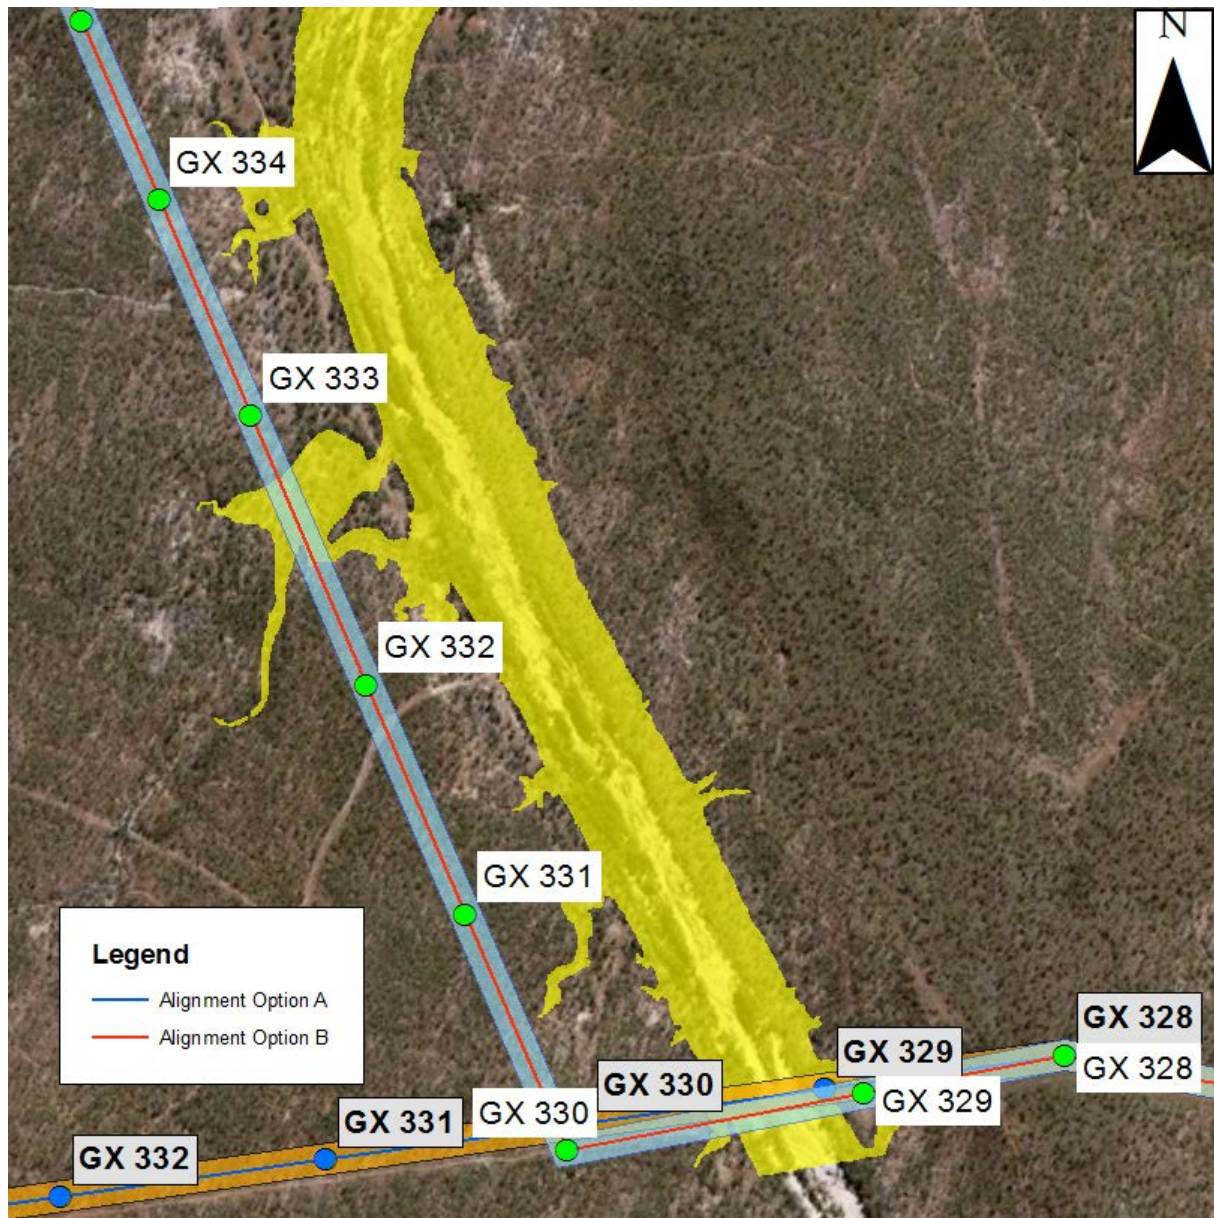 N
GX 334
GX 333
GX 332
GX 331
Legend
Alignment Option A
Alignment Option B
GX 328
GX 328
GX 329
GX 329
GX 330
GX 330
GX 331
GX 332